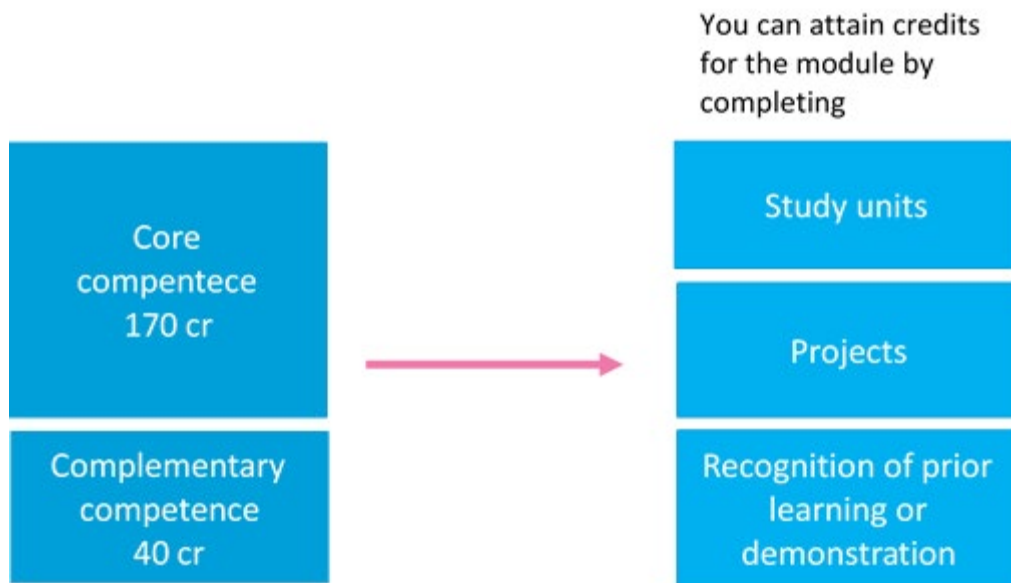 You can attain credits
for the module by
completing
Core
compentece
170 cr
Complementary
competence
40 cr
Study units
Projects
Recognition of prior
learning or
demonstration